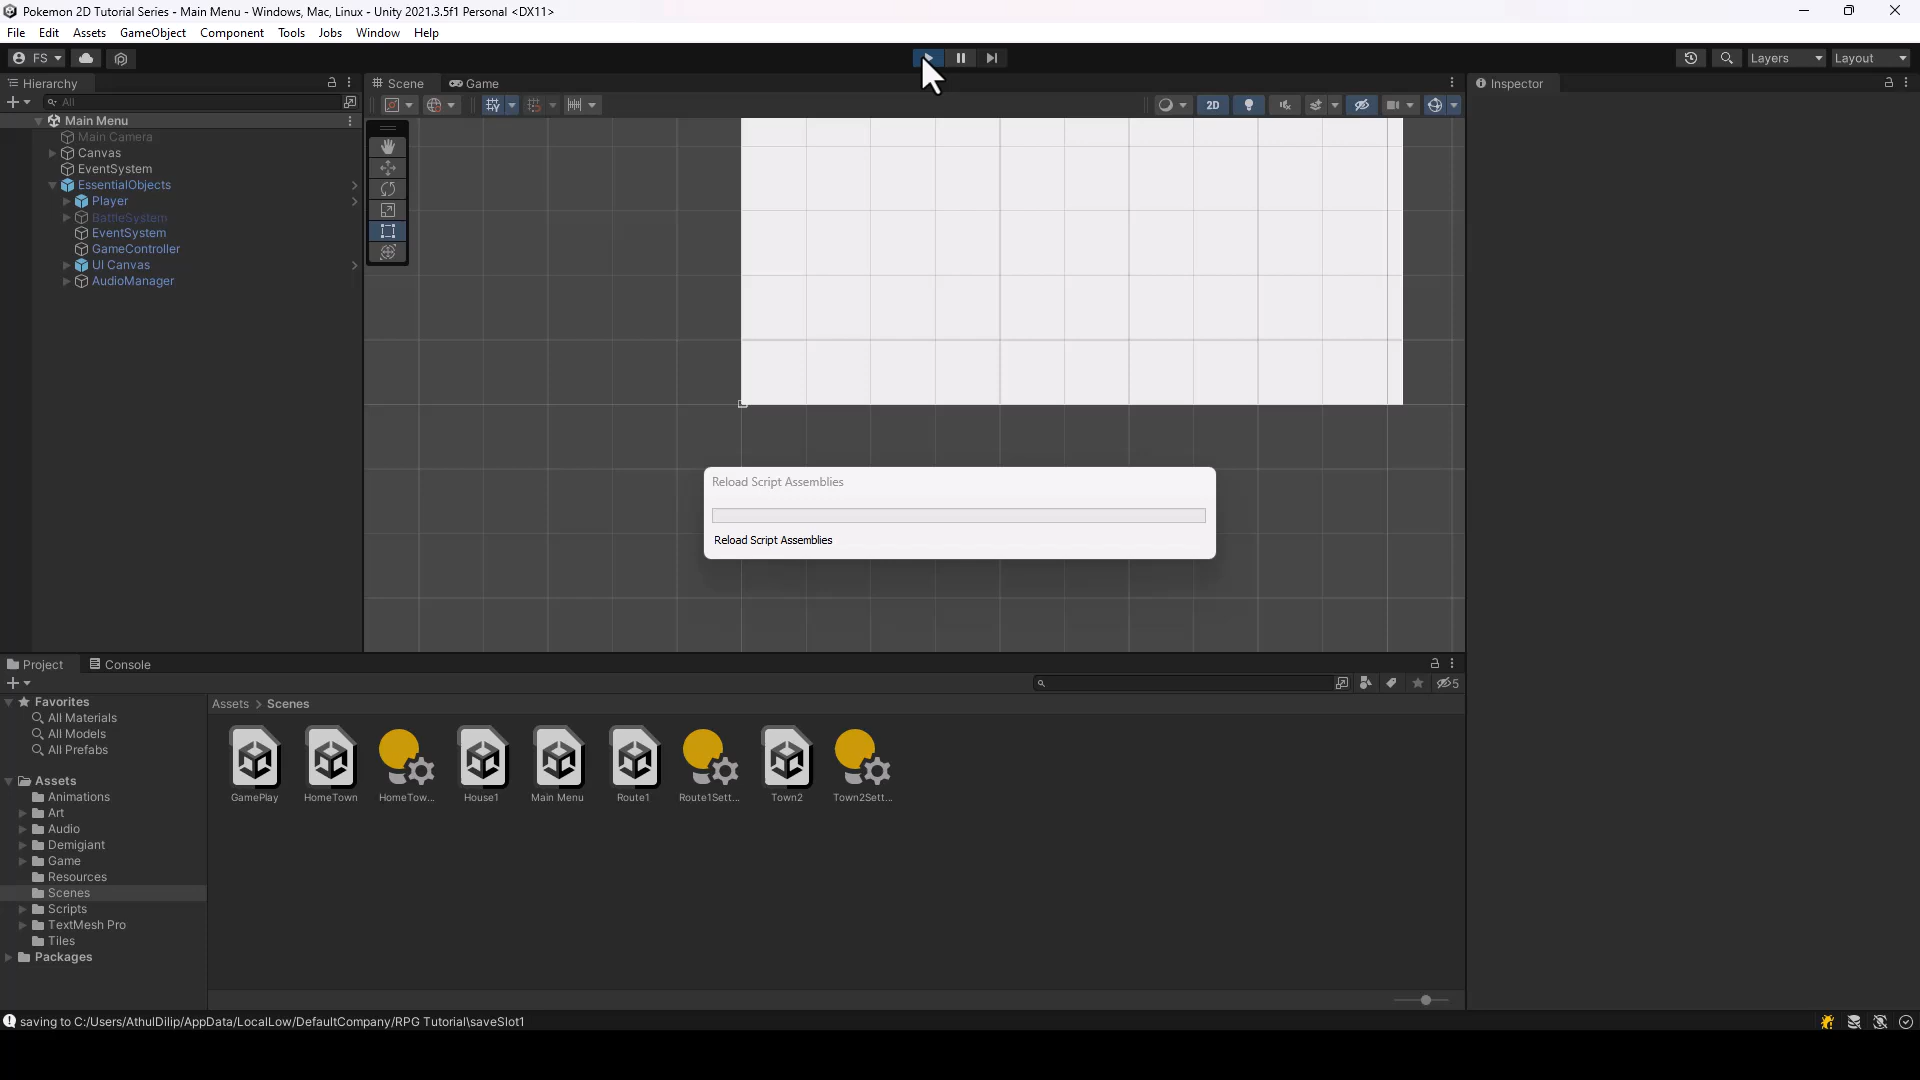 Pokemon 2D Tutorial Series - Main Menu - Windows, Mac, Linux - Unity 2021.3.5f1 Personal <DX11>
File Edit Assets GameObject Component Tools Jobs Window Help
FS
Layers Layout
Hierarchy
All
Main Menu
Main Camera
Canvas
EventSystem
EssentialObjects
Player
BattleSystem
EventSystem
GameController
UI Canvas
AudioManager
Scene Game
2D
Inspector
Reload Script Assemblies
Reload Script Assemblies
Project Console
5
Favorites
All Materials
All Models
All Prefabs
Assets
Animations
Art
Audio
Demigiant
Game
Resources
Scenes
Scripts
TextMesh Pro
Tiles
Packages
Assets > Scenes
GamePlay HomeTown HomeTow... House1 Main Menu Route1 Route1Sett... Town2 Town2Sett...
saving to C:/Users/AthulDilip/AppData/LocalLow/DefaultCompany/RPG Tutorial\saveSlot1